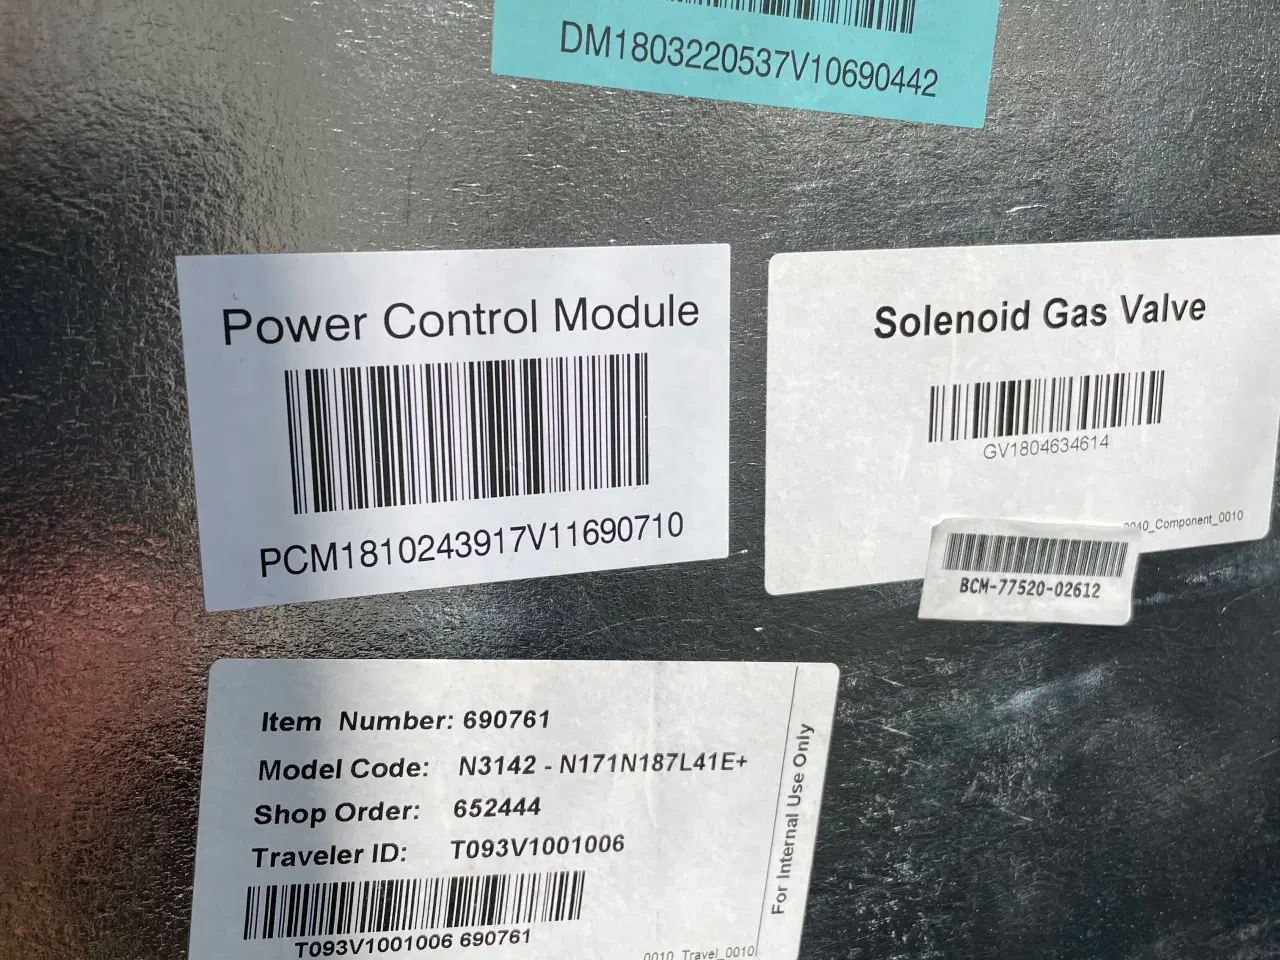 DM1803220537V10690442
Power Control Module
PCM1810243917V11690710
Solenoid Gas Valve
GV1804634614
0040_Component_0010
BCM-77520-02612
Item Number: 690761
Model Code: N3142 - N171N187L41E+
Shop Order: 652444
Traveler ID: T093V1001006
T093V1001006 690761
0010_Travel_0010
For Internal Use Only